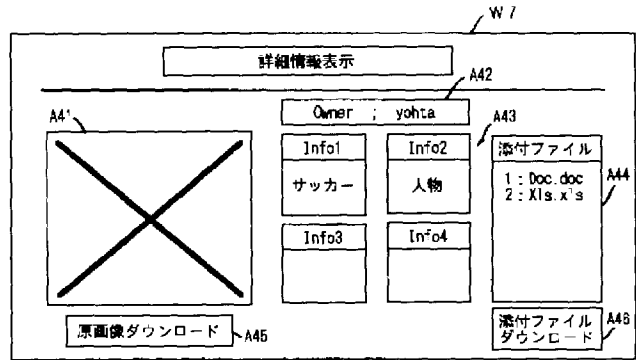 W7
詳細情報表示
A42
Owner ; yohta
A41
A43
Info1
サッカー
Info2
人物
添付ファイル
1 : Doc.doc
2 : Xls.xls
A44
Info3
Info4
原画像ダウンロード
A45
添付ファイル
ダウンロード
A46